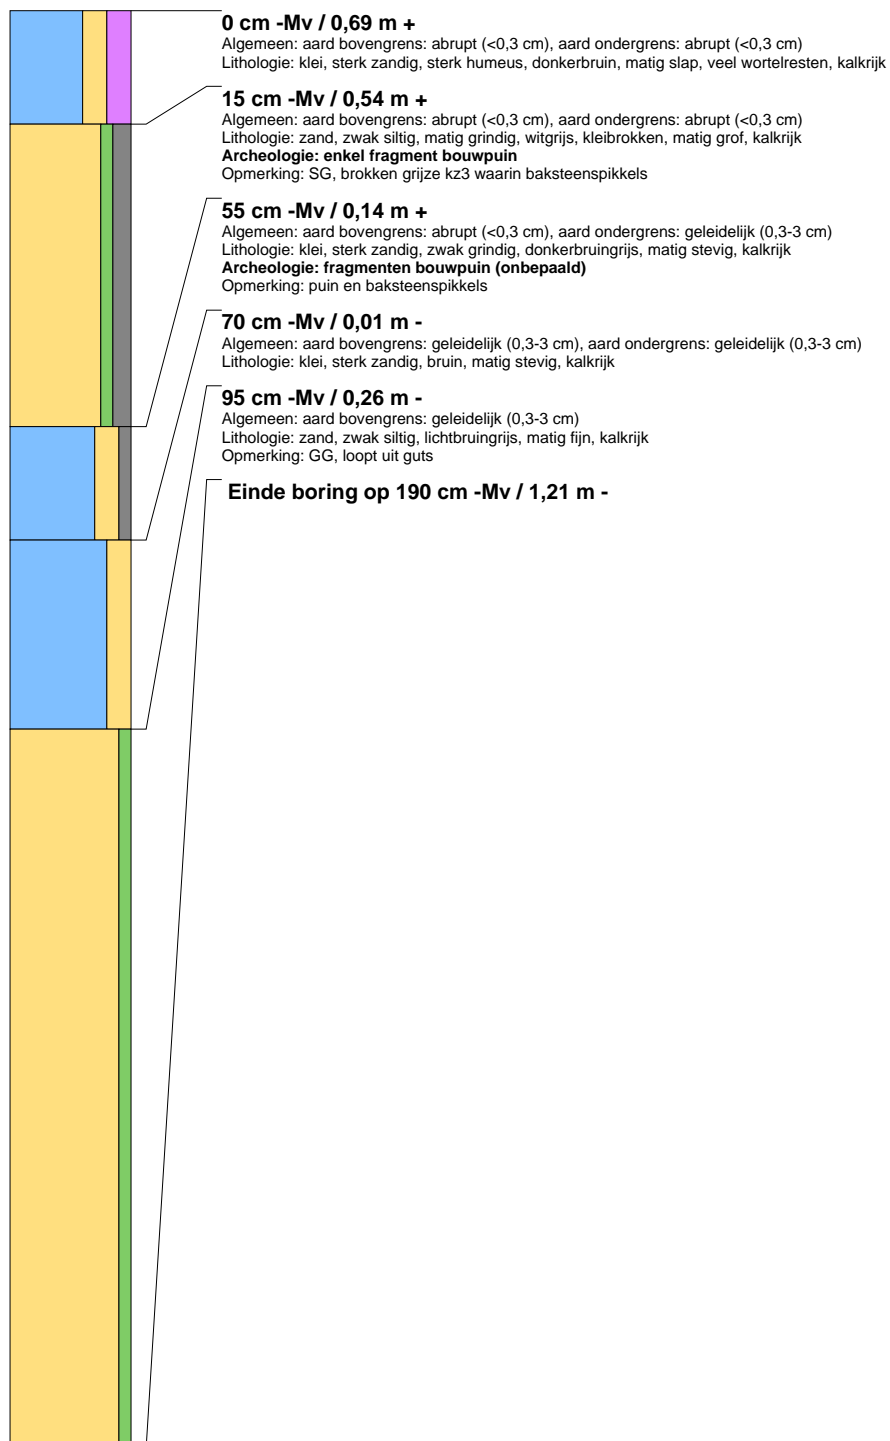 0 cm -Mv / 0,69 m +
Algemeen: aard bovengrens: abrupt (<0,3 cm), aard ondergrens: abrupt (<0,3 cm)
Lithologie: klei, sterk zandig, sterk humeus, donkerbruin, matig slap, veel wortelresten, kalkrijk
15 cm -Mv / 0,54 m +
Algemeen: aard bovengrens: abrupt (<0,3 cm), aard ondergrens: abrupt (<0,3 cm)
Lithologie: zand, zwak siltig, matig grindig, witgrijs, kleibrokken, matig grof, kalkrijk
Archeologie: enkel fragment bouwpuin
Opmerking: SG, brokken grijze kz3 waarin baksteenspikkels
55 cm -Mv / 0,14 m +
Algemeen: aard bovengrens: abrupt (<0,3 cm), aard ondergrens: geleidelijk (0,3-3 cm)
Lithologie: klei, sterk zandig, zwak grindig, donkerbruingrijs, matig stevig, kalkrijk
Archeologie: fragmenten bouwpuin (onbepaald)
Opmerking: puin en baksteenspikkels
70 cm -Mv / 0,01 m -
Algemeen: aard bovengrens: geleidelijk (0,3-3 cm), aard ondergrens: geleidelijk (0,3-3 cm)
Lithologie: klei, sterk zandig, bruin, matig stevig, kalkrijk
95 cm -Mv / 0,26 m -
Algemeen: aard bovengrens: geleidelijk (0,3-3 cm)
Lithologie: zand, zwak siltig, lichtbruingrijs, matig fijn, kalkrijk
Opmerking: GG, loopt uit guts
Einde boring op 190 cm -Mv / 1,21 m -